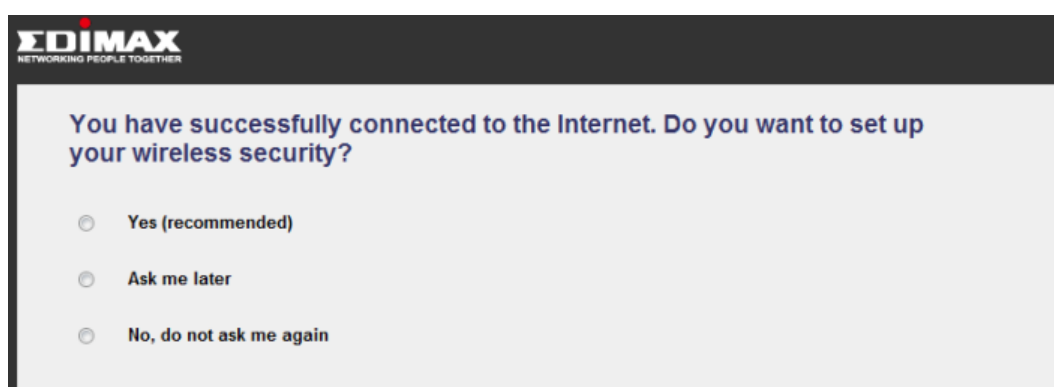 EDIMAX
NETWORKING PEOPLE TOGETHER
You have successfully connected to the Internet. Do you want to set up
your wireless security?
Yes (recommended)
Ask me later
No, do not ask me again